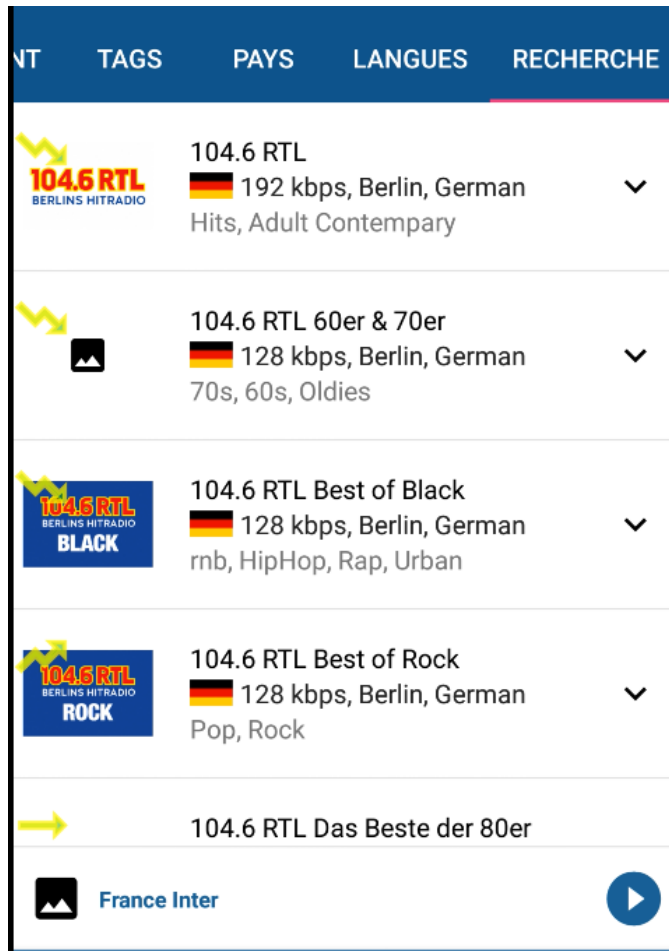 NT TAGS PAYS LANGUES RECHERCHE
104.6 RTL
BERLINS HITRADIO
104.6 RTL
192 kbps, Berlin, German
Hits, Adult Contempary
104.6 RTL 60er & 70er
128 kbps, Berlin, German
70s, 60s, Oldies
104.6 RTL
BERLINS HITRADIO
BLACK
104.6 RTL Best of Black
128 kbps, Berlin, German
rnb, HipHop, Rap, Urban
104.6 RTL
BERLINS HITRADIO
ROCK
104.6 RTL Best of Rock
128 kbps, Berlin, German
Pop, Rock
104.6 RTL Das Beste der 80er
France Inter